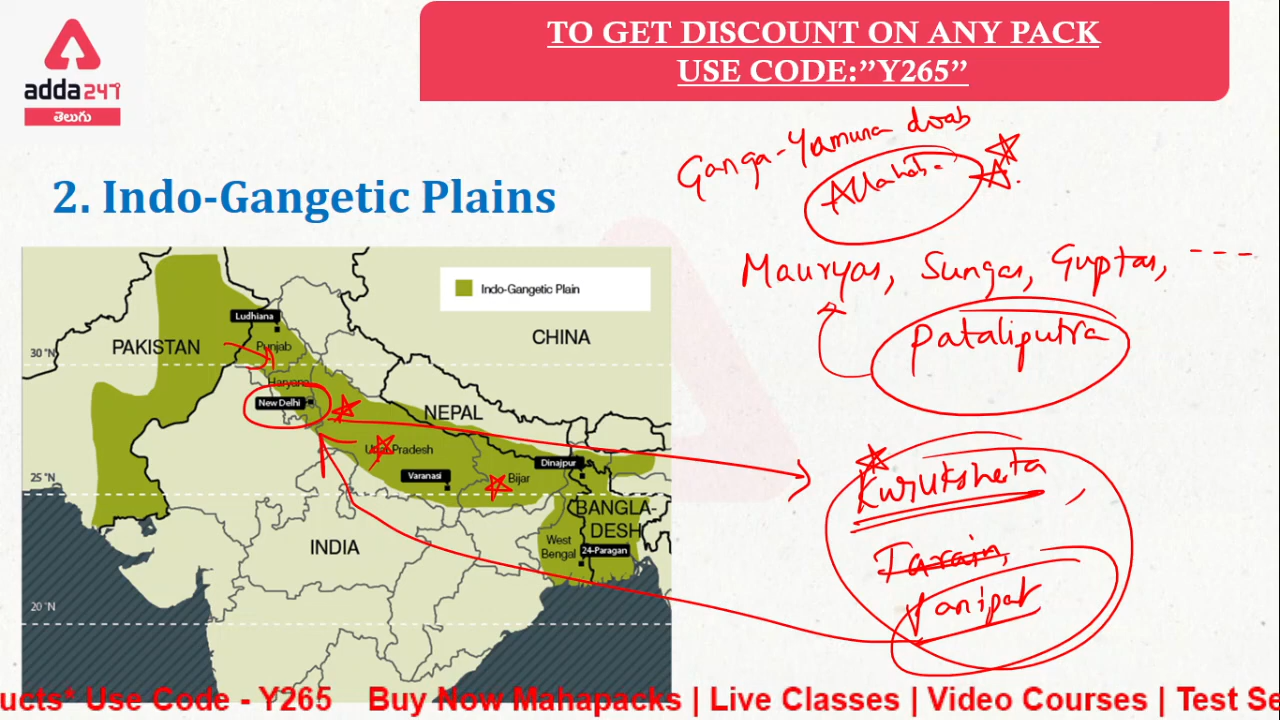 adda247
తెలుగు
TO GET DISCOUNT ON ANY PACK
USE CODE:”Y265”
Ganga-Yamuna doab
Mauryas, Sungas, Guptas, ---
Pataliputra
2. Indo-Gangetic Plains
Indo-Gangetic Plain
Ludhiana
PAKISTAN
Punjab
CHINA
30 °N
Haryana
New Delhi
NEPAL
Uttar Pradesh
Varanasi
Dinajpur
Bijar
25 °N
BANGLA-
DESH
West
Bengal
24-Paragan
INDIA
20 °N
Kuruksheta,
Tarain,
Panipat
ucts* Use Code - Y265 Buy Now Mahapacks | Live Classes | Video Courses | Test Se